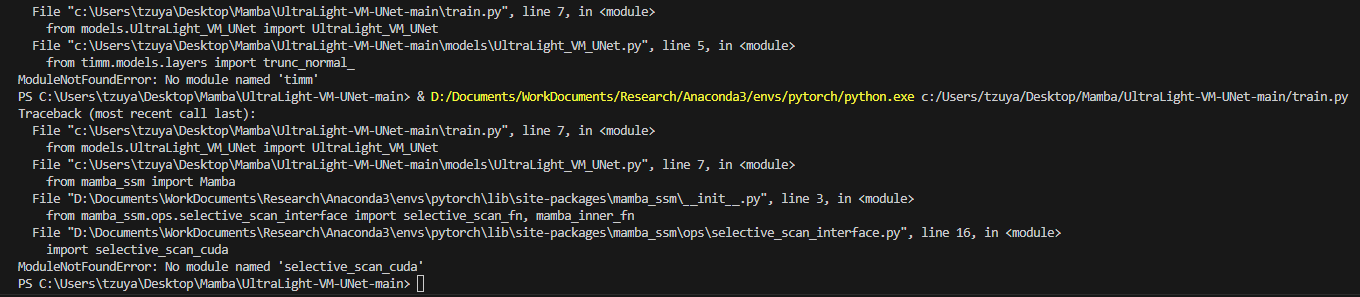 File "c:\Users\tzuya\Desktop\Mamba\UltraLight-VM-UNet-main\train.py", line 7, in <module>
from models.UltraLight_VM_UNet import UltraLight_VM_UNet
File "c:\Users\tzuya\Desktop\Mamba\UltraLight-VM-UNet-main\models\UltraLight_VM_UNet.py", line 5, in <module>
from timm.models.layers import trunc_normal_
ModuleNotFoundError: No module named 'timm'
PS C:\Users\tzuya\Desktop\Mamba\UltraLight-VM-UNet-main> & D:/Documents/WorkDocuments/Research/Anaconda3/envs/pytorch/python.exe c:/Users/tzuya/Desktop/Mamba/UltraLight-VM-UNet-main/train.py
Traceback (most recent call last):
File "c:\Users\tzuya\Desktop\Mamba\UltraLight-VM-UNet-main\train.py", line 7, in <module>
from models.UltraLight_VM_UNet import UltraLight_VM_UNet
File "c:\Users\tzuya\Desktop\Mamba\UltraLight-VM-UNet-main\models\UltraLight_VM_UNet.py", line 7, in <module>
from mamba_ssm import Mamba
File "D:\Documents\WorkDocuments\Research\Anaconda3\envs\pytorch\lib\site-packages\mamba_ssm\__init__.py", line 3, in <module>
from mamba_ssm.ops.selective_scan_interface import selective_scan_fn, mamba_inner_fn
File "D:\Documents\WorkDocuments\Research\Anaconda3\envs\pytorch\lib\site-packages\mamba_ssm\ops\selective_scan_interface.py", line 16, in <module>
import selective_scan_cuda
ModuleNotFoundError: No module named 'selective_scan_cuda'
PS C:\Users\tzuya\Desktop\Mamba\UltraLight-VM-UNet-main>